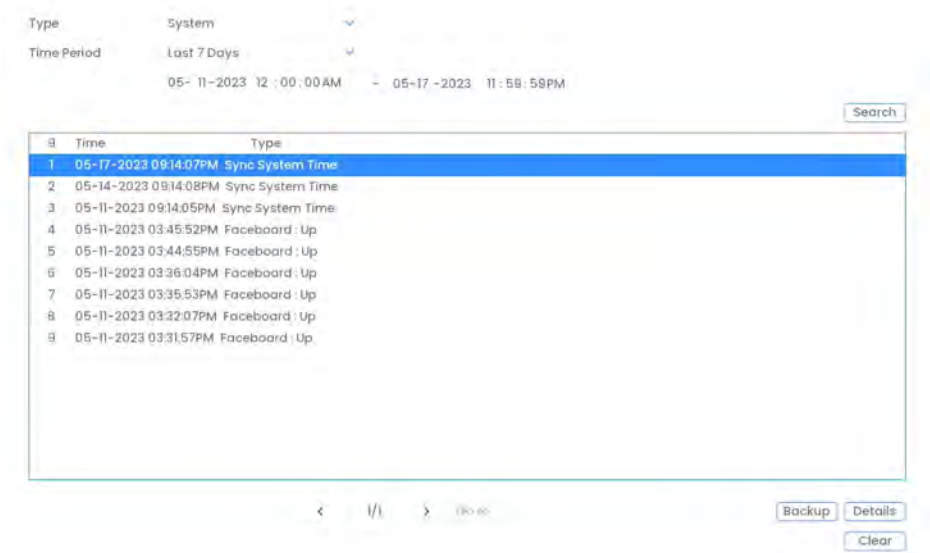 Type System
Time Period Last 7 Days
05- 11-2023 12 :00:00AM - 05-17 -2023 11:59:59PM
Search
9 Time Type
1 05-17-2023 09:14:07PM Sync System Time
2 05-14-2023 09:14:08PM Sync System Time
3 05-11-2023 09:14:05PM Sync System Time
4 05-11-2023 03:45:52PM Faceboard : Up
5 05-11-2023 03:44:55PM Faceboard : Up
6 05-11-2023 03:36:04PM Faceboard : Up
7 05-11-2023 03:35:53PM Faceboard : Up
8 05-11-2023 03:32:07PM Faceboard : Up
9 05-11-2023 03:31:57PM Faceboard : Up
< 1/1 >
Backup Details
Clear